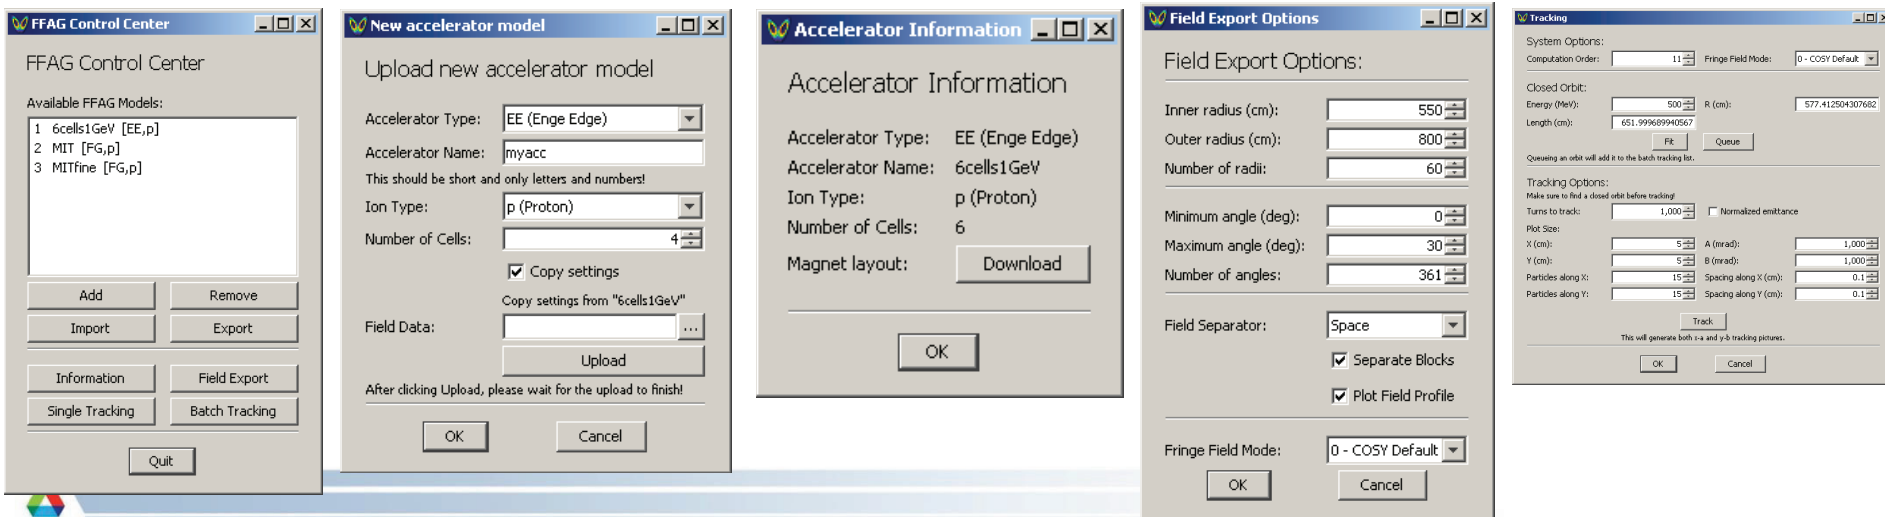 FFAG Control Center
FFAG Control Center
Available FFAG Models:
1 6cells1GeV [EE,p]
2 MIT [FG,p]
3 MITfine [FG,p]
Add Remove
Import Export
Information Field Export
Single Tracking Batch Tracking
Quit
New accelerator model
Upload new accelerator model
Accelerator Type: EE (Enge Edge)
Accelerator Name: myacc
This should be short and only letters and numbers!
Ion Type: p (Proton)
Number of Cells: 4
Copy settings
Copy settings from "6cells1GeV"
Field Data: ...
Upload
After clicking Upload, please wait for the upload to finish!
OK Cancel
Accelerator Information
Accelerator Information
Accelerator Type: EE (Enge Edge)
Accelerator Name: 6cells1GeV
Ion Type: p (Proton)
Number of Cells: 6
Magnet layout: Download
OK
Field Export Options
Field Export Options:
Inner radius (cm): 550
Outer radius (cm): 800
Number of radii: 60
Minimum angle (deg): 0
Maximum angle (deg): 30
Number of angles: 361
Field Separator: Space
Separate Blocks
Plot Field Profile
Fringe Field Mode: 0 - COSY Default
OK Cancel
Tracking
System Options:
Computation Order: 11 Fringe Field Mode: 0 - COSY Default
Closed Orbit:
Energy (MeV): 500 R (cm): 577.412504307682
Length (cm): 651.999689940567
Fit Queue
Queueing an orbit will add it to the batch tracking list.
Tracking Options:
Make sure to find a closed orbit before tracking!
Turns to track: 1,000 Normalized emittance
Plot Size:
X (cm): 5 A (mrad): 1,000
Y (cm): 5 B (mrad): 1,000
Particles along X: 15 Spacing along X (cm): 0.1
Particles along Y: 15 Spacing along Y (cm): 0.1
Track
This will generate both x-a and y-b tracking pictures.
OK Cancel